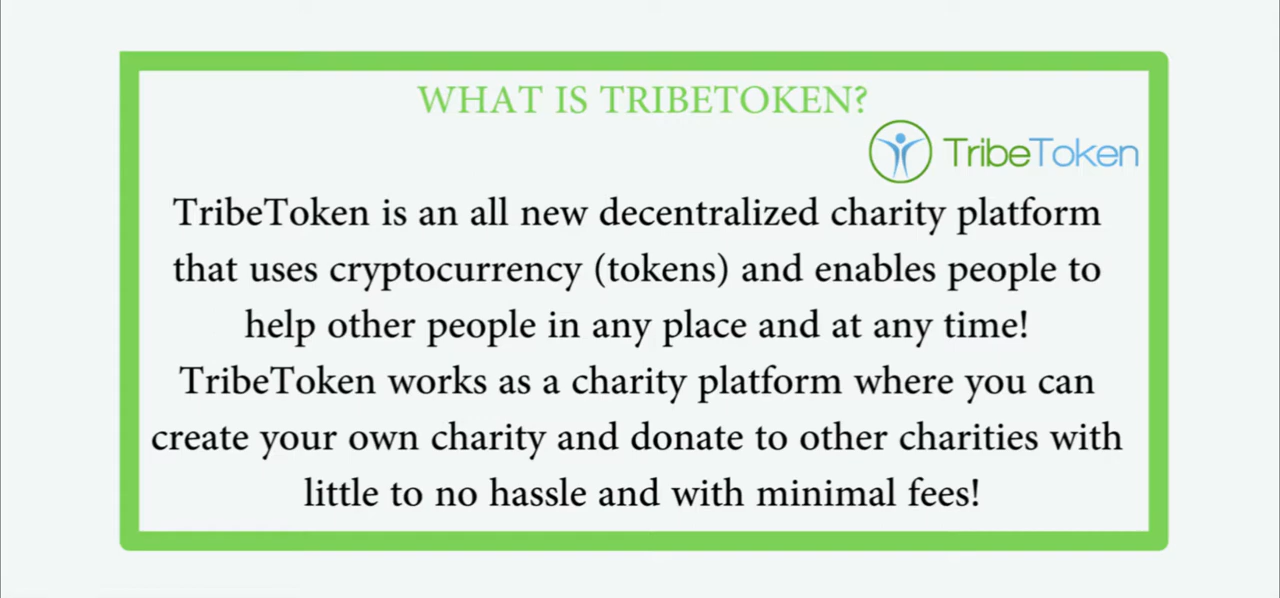 WHAT IS TRIBETOKEN?
TribeToken
TribeToken is an all new decentralized charity platform
that uses cryptocurrency (tokens) and enables people to
help other people in any place and at any time!
TribeToken works as a charity platform where you can
create your own charity and donate to other charities with
little to no hassle and with minimal fees!